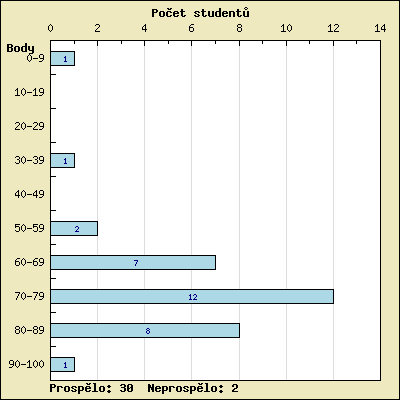 Počet studentů
0 2 4 6 8 10 12 14
Body
0-9 1
10-19
20-29
30-39 1
40-49
50-59 2
60-69 7
70-79 12
80-89 8
90-100 1
Prospělo: 30 Neprospělo: 2